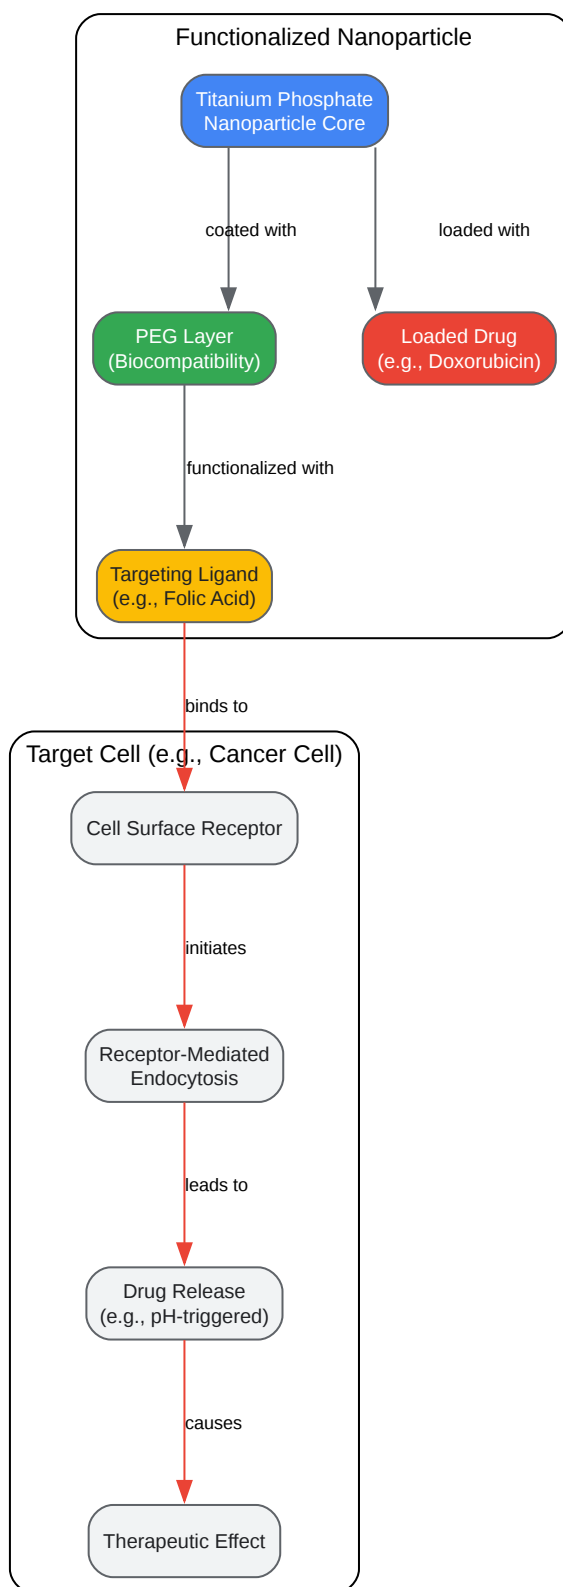 Functionalized Nanoparticle
Titanium Phosphate
Nanoparticle Core
coated with
loaded with
PEG Layer
(Biocompatibility)
Loaded Drug
(e.g., Doxorubicin)
functionalized with
Targeting Ligand
(e.g., Folic Acid)
binds to
Target Cell (e.g., Cancer Cell)
Cell Surface Receptor
initiates
Receptor-Mediated
Endocytosis
leads to
Drug Release
(e.g., pH-triggered)
causes
Therapeutic Effect